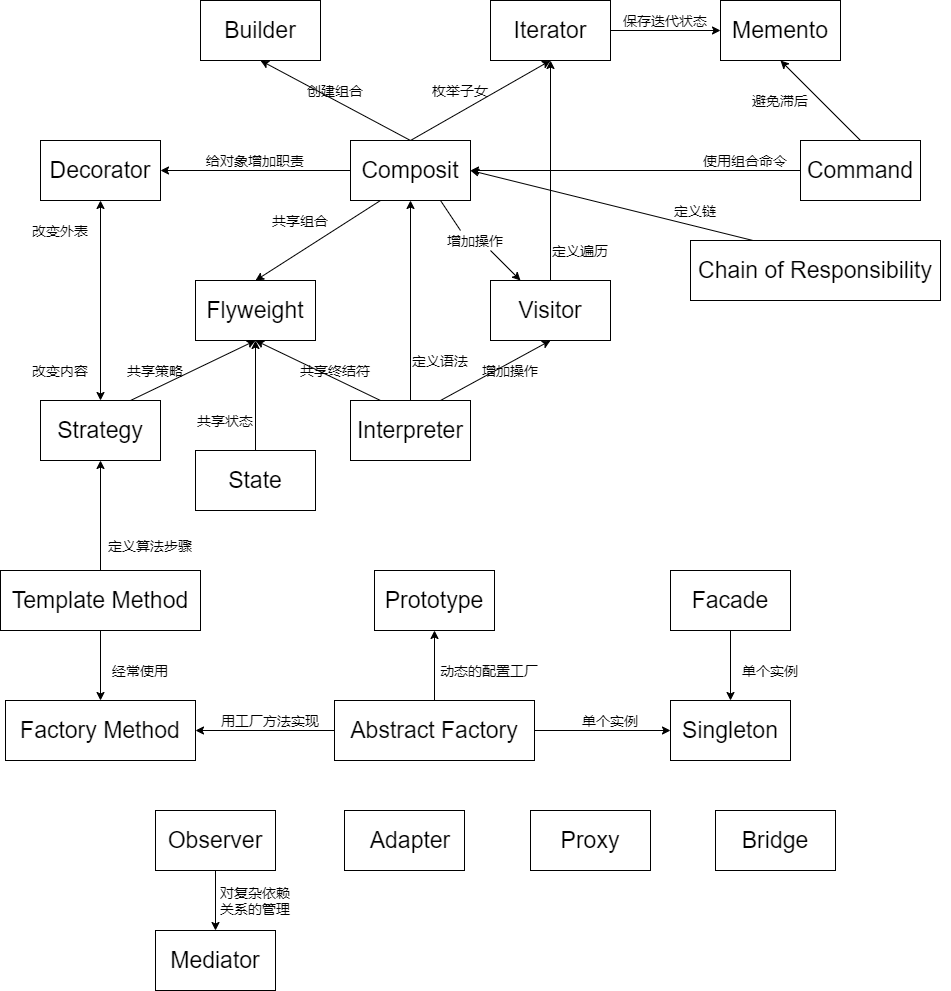 Builder
Iterator
保存迭代状态
Memento
创建组合
枚举子女
避免滞后
Decorator
给对象增加职责
Composit
使用组合命令
Command
改变外表
共享组合
增加操作
定义链
定义遍历
Chain of Responsibility
Flyweight
Visitor
改变内容
共享策略
共享终结符
定义语法
增加操作
Strategy
共享状态
Interpreter
State
定义算法步骤
Template Method
Prototype
Facade
经常使用
动态的配置工厂
单个实例
Factory Method
用工厂方法实现
Abstract Factory
单个实例
Singleton
Observer
Adapter
Proxy
Bridge
对复杂依赖
关系的管理
Mediator